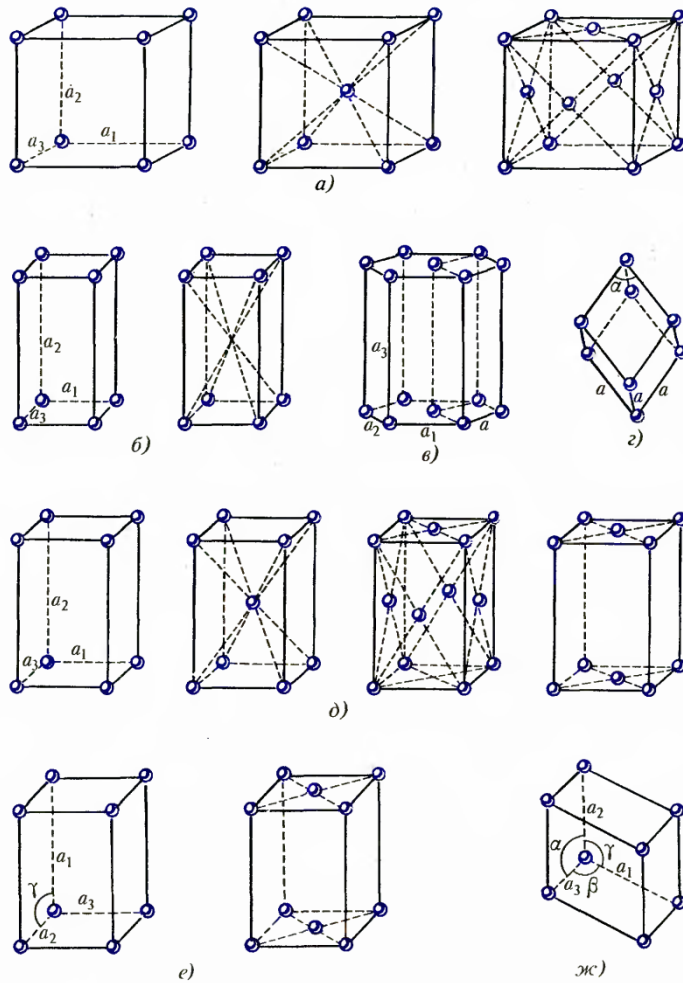 a₂
a₃ a₁
а)
a₂
a₁
a₃
б)
a₃
a₂ a₁ a
в)
α
a a a
г)
a₂
a₃ a₁
д)
a₁
γ a₃
a₂
е)
a₂
α γ
a₃ β a₁
ж)